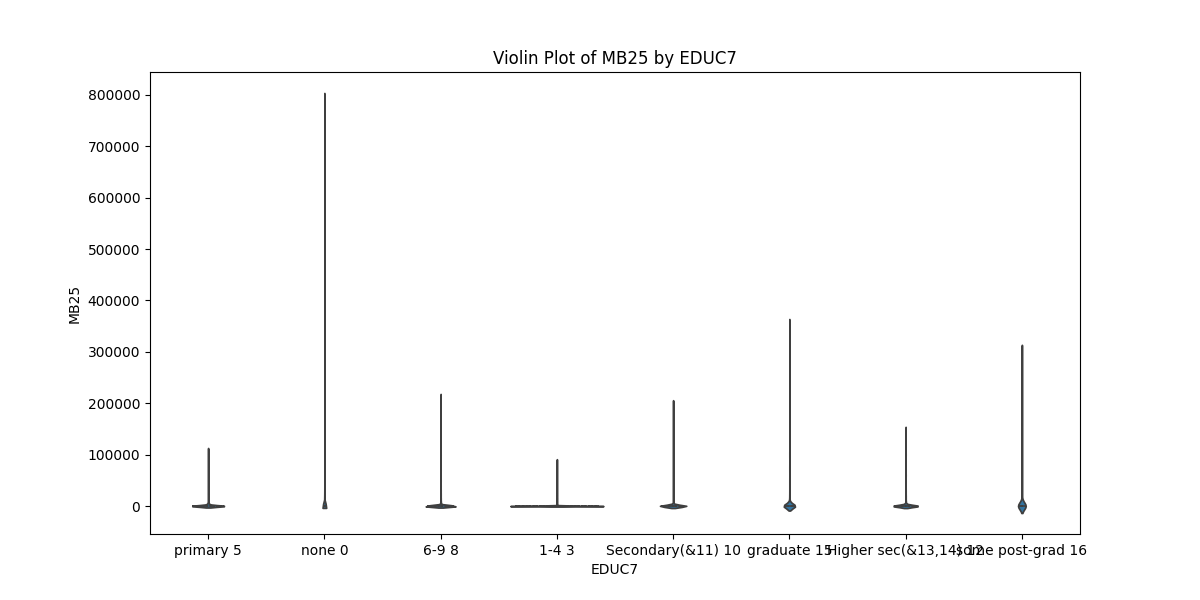 Violin Plot of MB25 by EDUC7
800000
700000
600000
500000
400000
300000
200000
100000
0
MB25
primary 5
none 0
6-9 8
1-4 3
Secondary(&11) 10
graduate 15
Higher sec(&13,14) 12
some post-grad 16
EDUC7